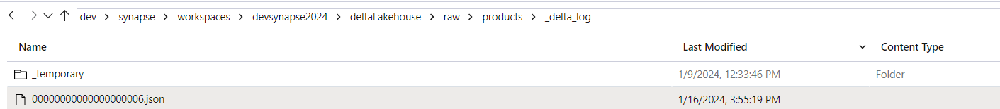 dev > synapse > workspaces > devsynapse2024 > deltaLakehouse > raw > products > _delta_log
Name Last Modified Content Type
_temporary 1/9/2024, 12:33:46 PM Folder
00000000000000000006.json 1/16/2024, 3:55:19 PM